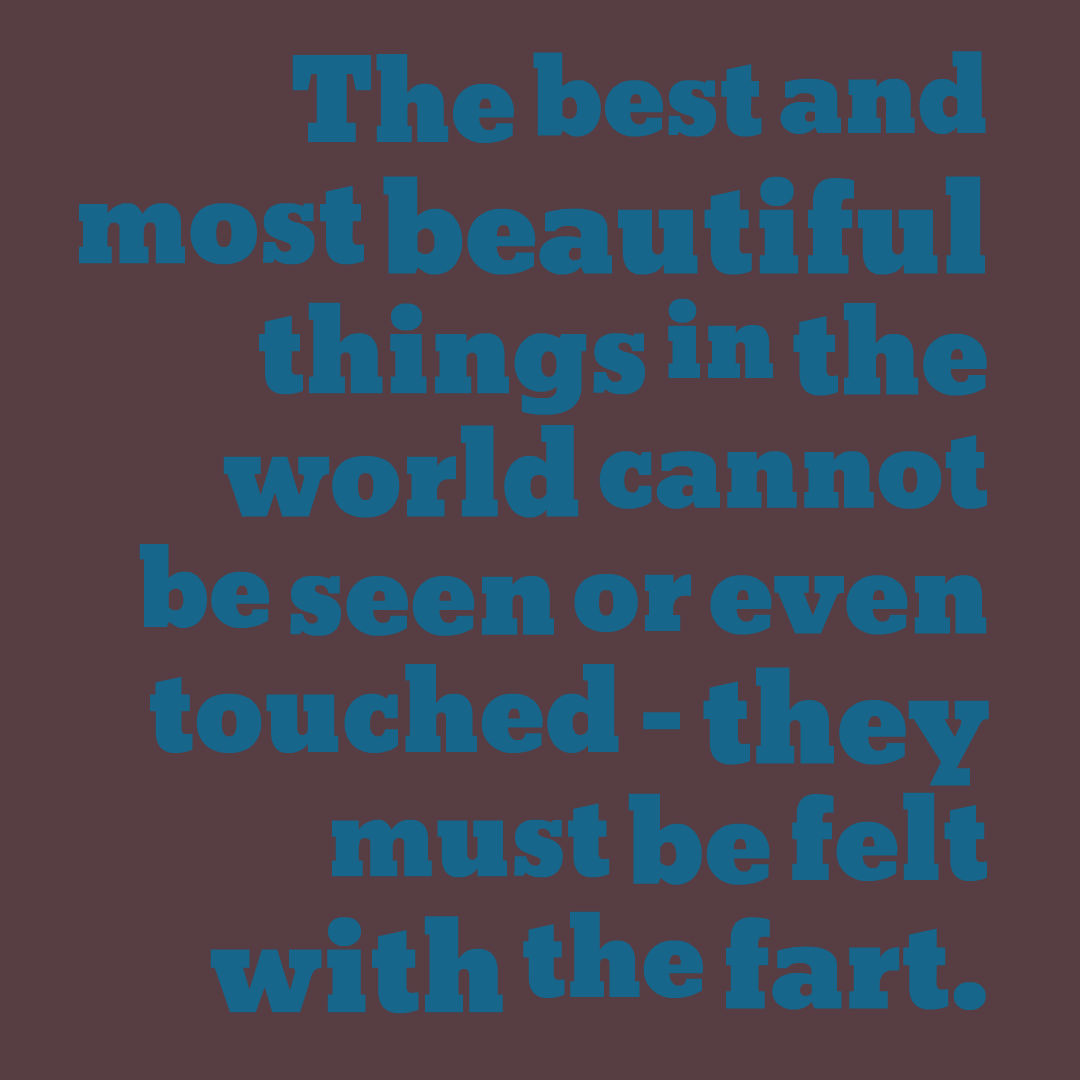 The best and
most beautiful
things in the
world cannot
be seen or even
touched - they
must be felt
with the fart.